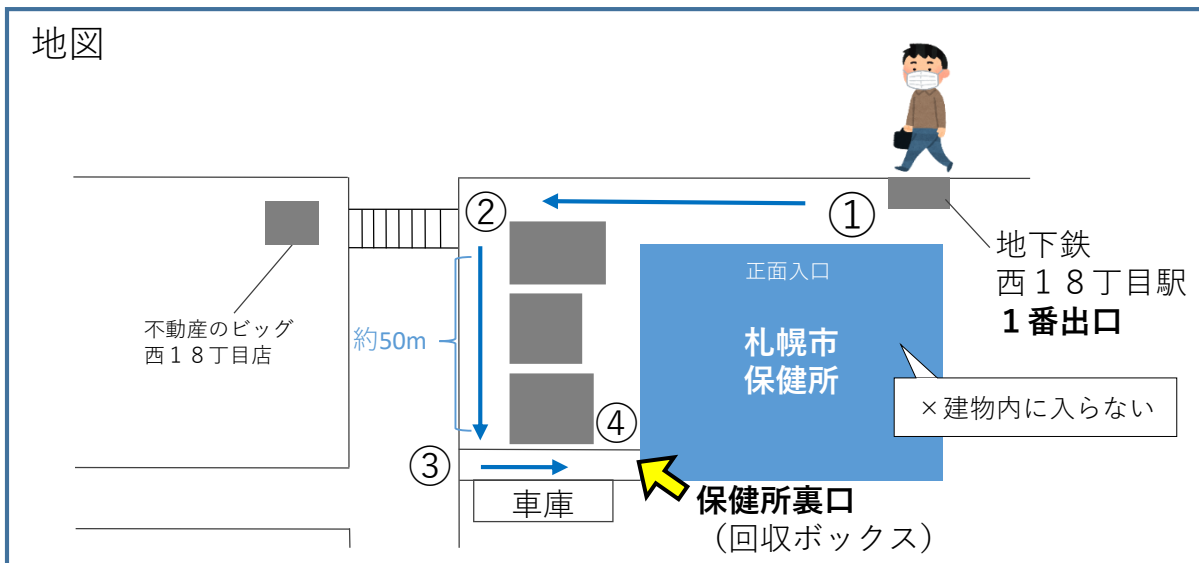 地図
①
②
地下鉄
西１８丁目駅
１番出口
正面入口
札幌市
保健所
不動産のビッグ
西１８丁目店
約50m
×建物内に入らない
④
③
車庫
保健所裏口
（回収ボックス）